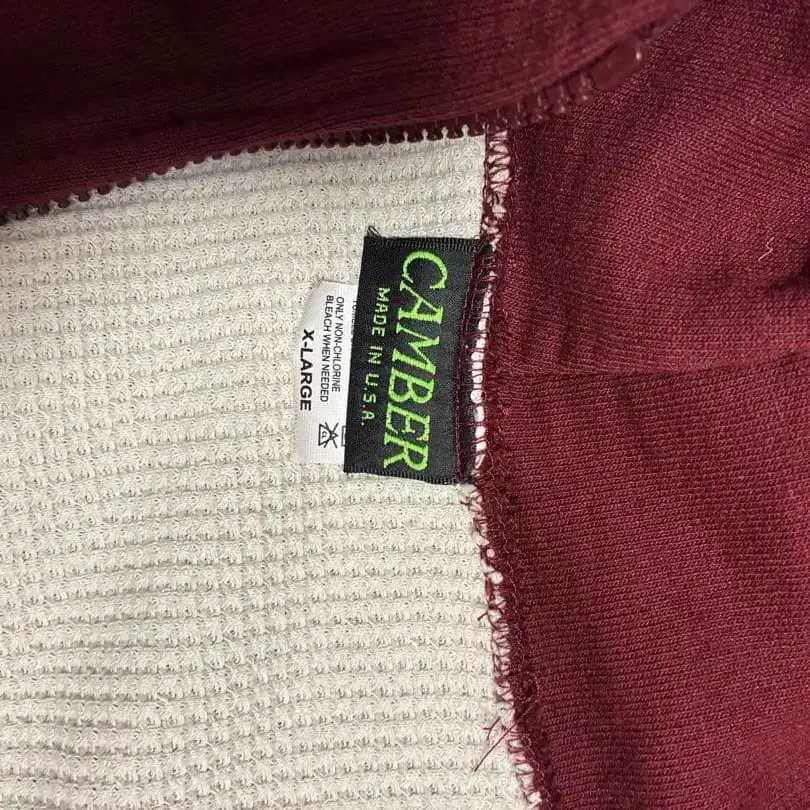 CAMBER
MADE IN U.S.A.
ONLY NON-CHLORINE
BLEACH WHEN NEEDED
X-LARGE